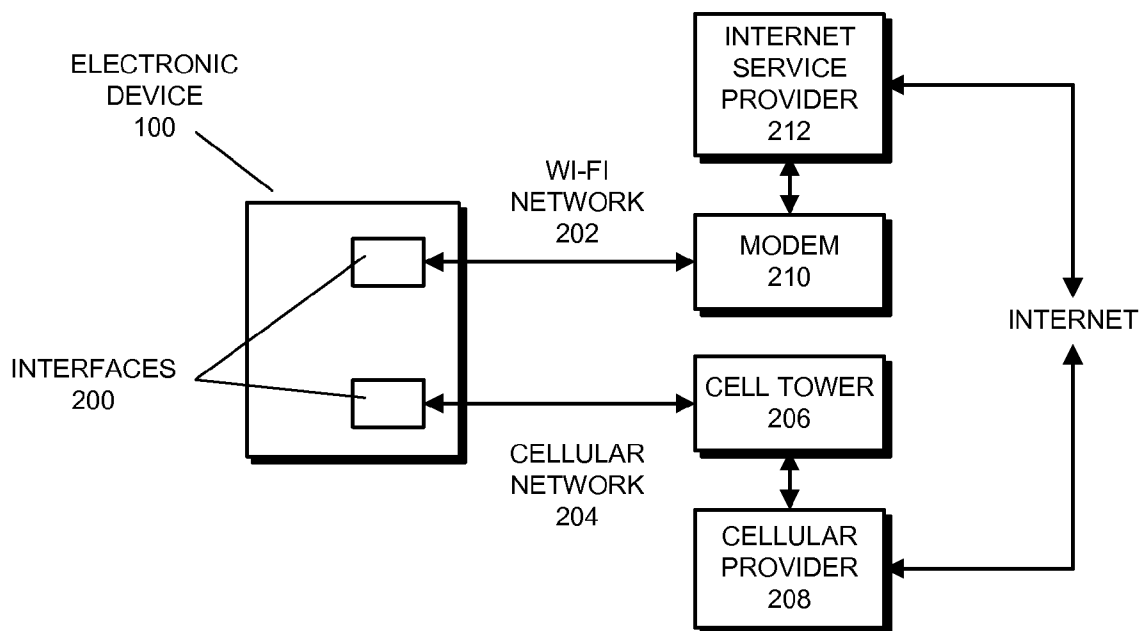 ELECTRONIC
DEVICE
100
INTERFACES
200
WI-FI
NETWORK
202
CELLULAR
NETWORK
204
INTERNET
SERVICE
PROVIDER
212
MODEM
210
CELL TOWER
206
CELLULAR
PROVIDER
208
INTERNET